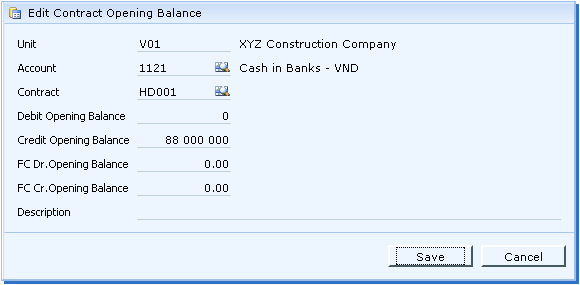 Edit Contract Opening Balance
Unit V01 XYZ Construction Company
Account 1121 Cash in Banks - VND
Contract HD001
Debit Opening Balance 0
Credit Opening Balance 88 000 000
FC Dr.Opening Balance 0.00
FC Cr.Opening Balance 0.00
Description
Save Cancel